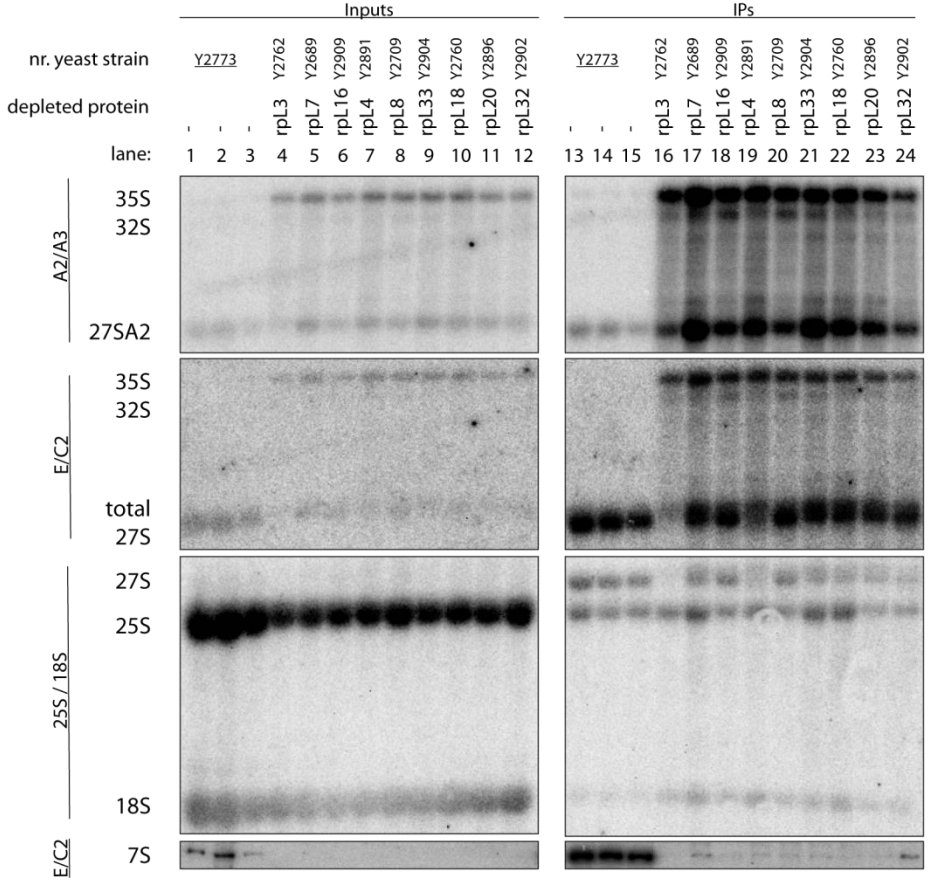 Inputs IPs
nr. yeast strain Y2773 Y2762 Y2689 Y2909 Y2891 Y2709 Y2904 Y2760 Y2896 Y2902 Y2773 Y2762 Y2689 Y2909 Y2891 Y2709 Y2904 Y2760 Y2896 Y2902
depleted protein - - - rpL3 rpL7 rpL16 rpL4 rpL8 rpL33 rpL18 rpL20 rpL32 - - - rpL3 rpL7 rpL16 rpL4 rpL8 rpL33 rpL18 rpL20 rpL32
lane: 1 2 3 4 5 6 7 8 9 10 11 12 13 14 15 16 17 18 19 20 21 22 23 24
A2/A3
35S
32S
27SA2
E/C2
35S
32S
total
27S
25S / 18S
27S
25S
18S
E/C2
7S